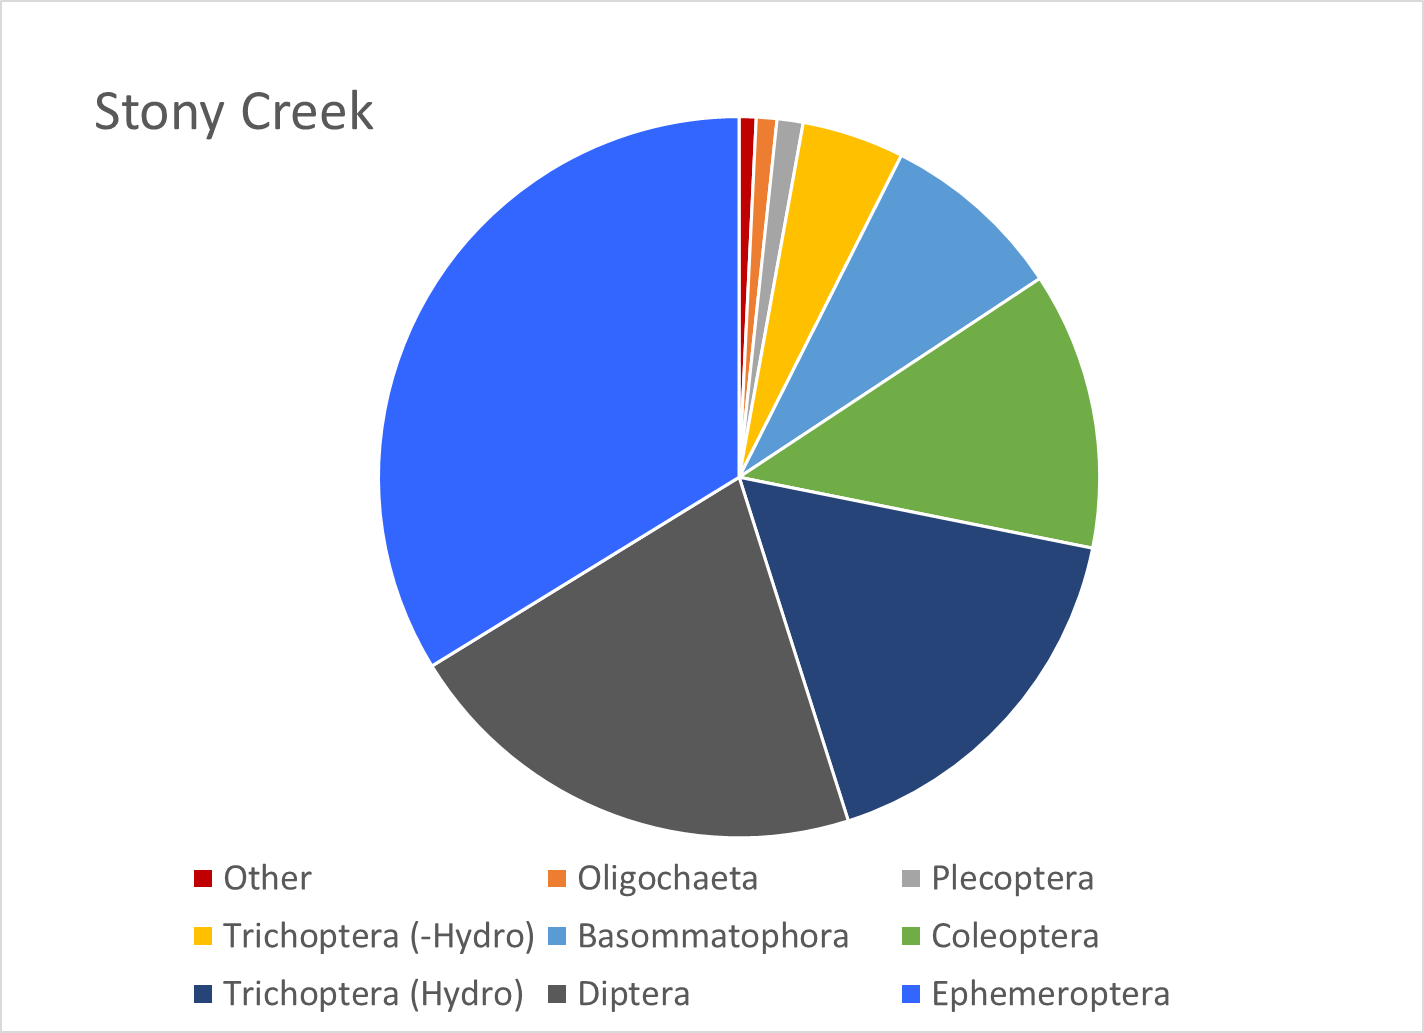 Stony Creek
Other Oligochaeta Plecoptera
Trichoptera (-Hydro) Basommatophora Coleoptera
Trichoptera (Hydro) Diptera Ephemeroptera